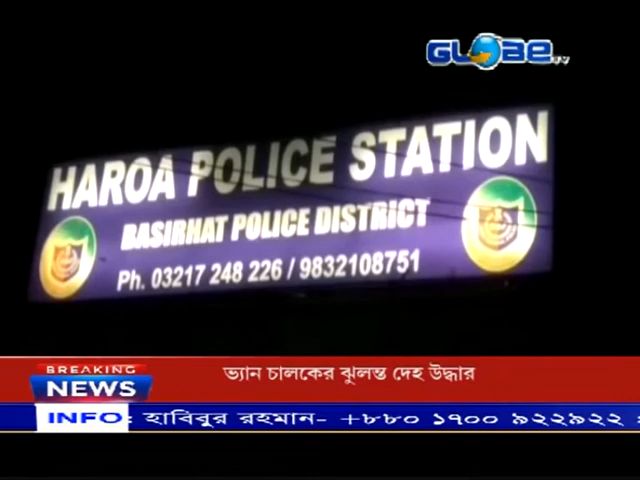 GLOBE TV
HAROA POLICE STATION
BASIRHAT POLICE DISTRICT
Ph. 03217 248 226 / 9832108751
BREAKING
NEWS
ভ্যান চালকের ঝুলন্ত দেহ উদ্ধার
INFO: হাবিবুর রহমান- +৮৮০ ১৭০০ ৯২২৯২২